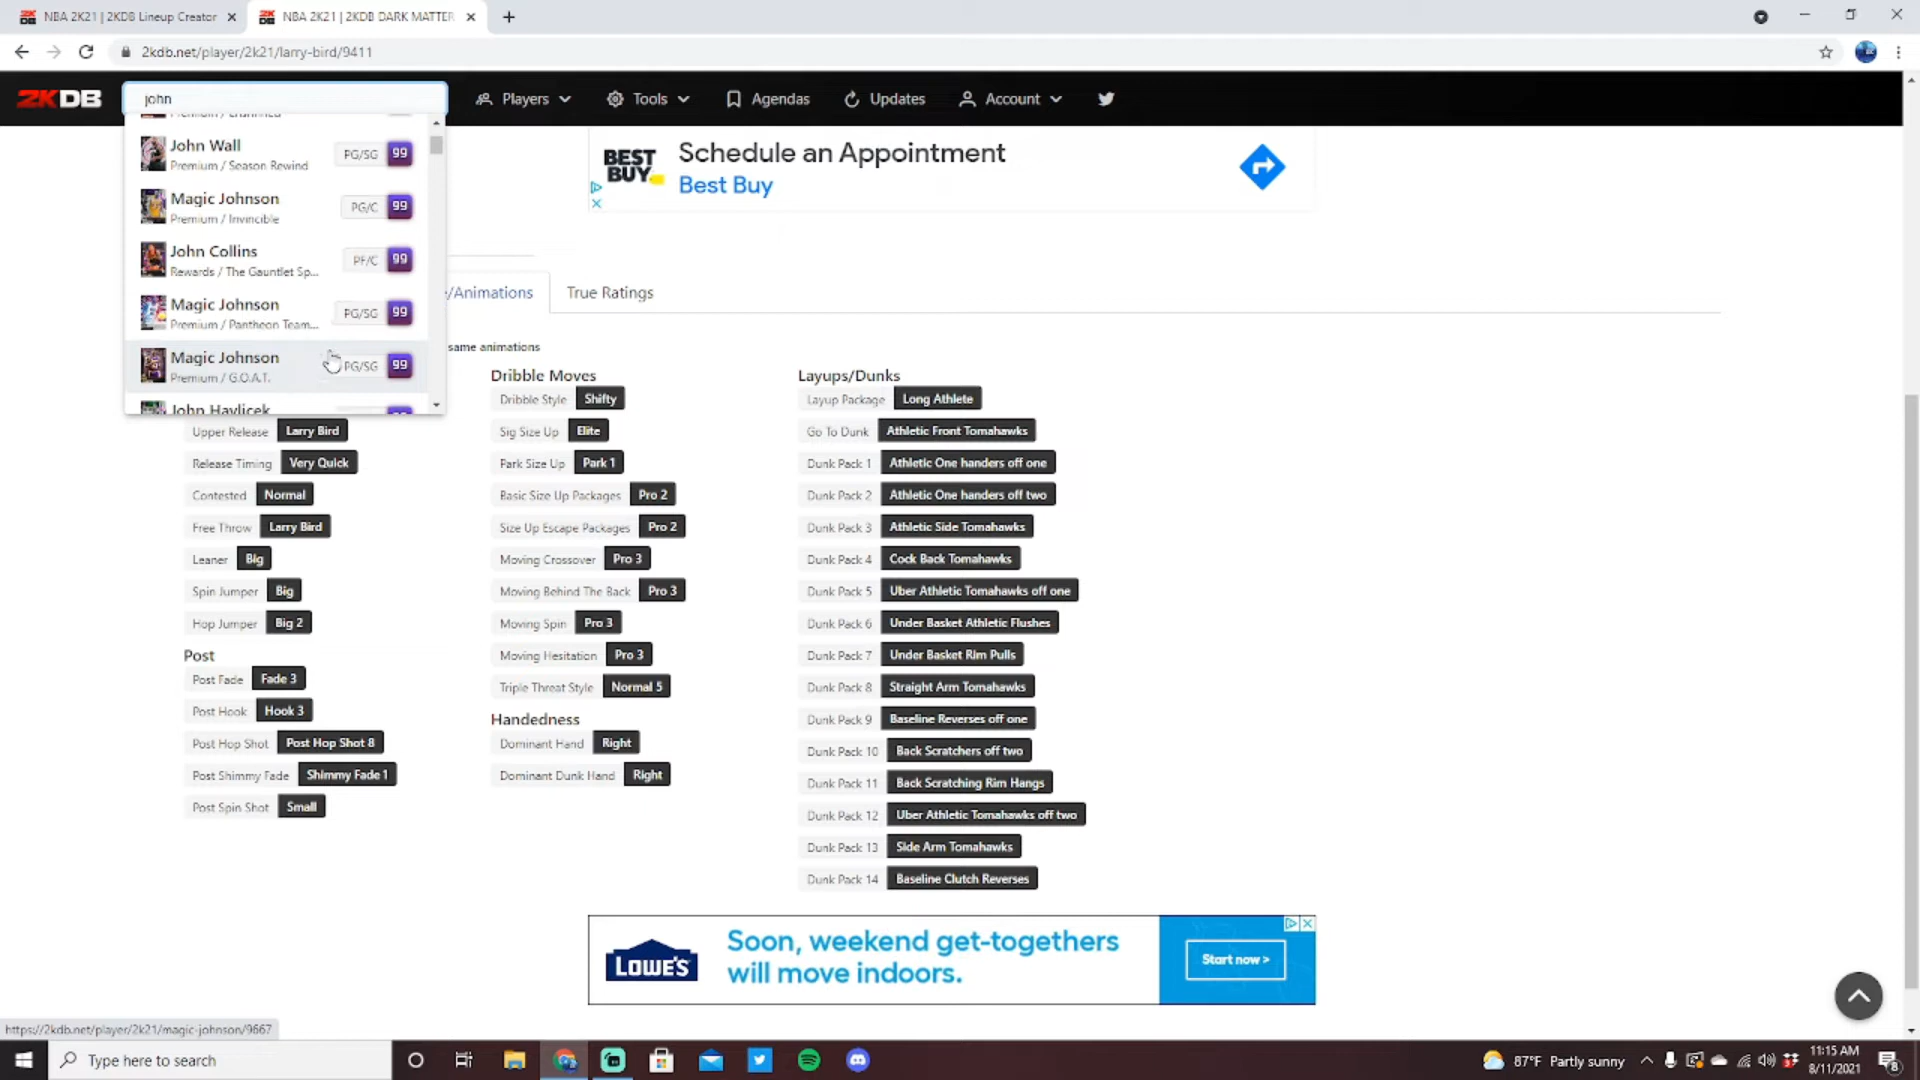 NBA 2K21 | 2KDB Lineup Creator
NBA 2K21 | 2KDB DARK MATTER
2kdb.net/player/2k21/larry-bird/9411
2KDB
john
Players
Tools
Agendas
Updates
Account
John Wall
Premium / Season Rewind
PG/SG 99
Magic Johnson
Premium / Invincible
PG/C 99
John Collins
Rewards / The Gauntlet Sp...
PF/C 99
Magic Johnson
Premium / Pantheon Team...
PG/SG 99
Magic Johnson
Premium / G.O.A.T.
PG/SG 99
John Havlicek
BEST BUY
Schedule an Appointment
Best Buy
e/Animations
True Ratings
same animations
Upper Release Larry Bird
Release Timing Very Quick
Contested Normal
Free Throw Larry Bird
Leaner Big
Spin Jumper Big
Hop Jumper Big 2
Post
Post Fade Fade 3
Post Hook Hook 3
Post Hop Shot Post Hop Shot 8
Post Shimmy Fade Shimmy Fade 1
Post Spin Shot Small
Dribble Moves
Dribble Style Shifty
Sig Size Up Elite
Park Size Up Park 1
Basic Size Up Packages Pro 2
Size Up Escape Packages Pro 2
Moving Crossover Pro 3
Moving Behind The Back Pro 3
Moving Spin Pro 3
Moving Hesitation Pro 3
Triple Threat Style Normal 5
Handedness
Dominant Hand Right
Dominant Dunk Hand Right
Layups/Dunks
Layup Package Long Athlete
Go To Dunk Athletic Front Tomahawks
Dunk Pack 1 Athletic One handers off one
Dunk Pack 2 Athletic One handers off two
Dunk Pack 3 Athletic Side Tomahawks
Dunk Pack 4 Cock Back Tomahawks
Dunk Pack 5 Uber Athletic Tomahawks off one
Dunk Pack 6 Under Basket Athletic Flushes
Dunk Pack 7 Under Basket Rim Pulls
Dunk Pack 8 Straight Arm Tomahawks
Dunk Pack 9 Baseline Reverses off one
Dunk Pack 10 Back Scratchers off two
Dunk Pack 11 Back Scratching Rim Hangs
Dunk Pack 12 Uber Athletic Tomahawks off two
Dunk Pack 13 Side Arm Tomahawks
Dunk Pack 14 Baseline Clutch Reverses
LOWE'S
Soon, weekend get-togethers
will move indoors.
Start now >
https://2kdb.net/player/2k21/magic-johnson/9667
Type here to search
87°F Partly sunny
11:15 AM
8/11/2021
8